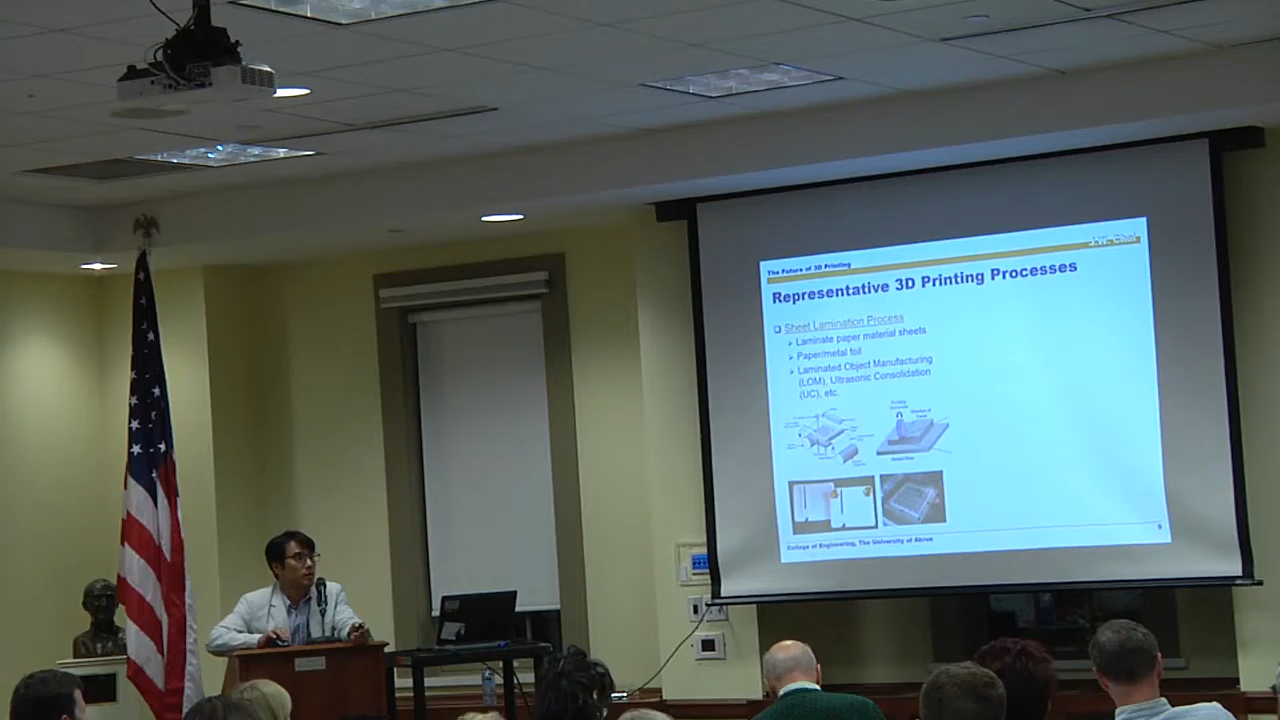 The Future of 3D Printing
J.W. Choi
Representative 3D Printing Processes
Sheet Lamination Process
Laminate paper material sheets
Paper/metal foil
Laminated Object Manufacturing
(LOM), Ultrasonic Consolidation
(UC), etc.
College of Engineering, The University of Akron